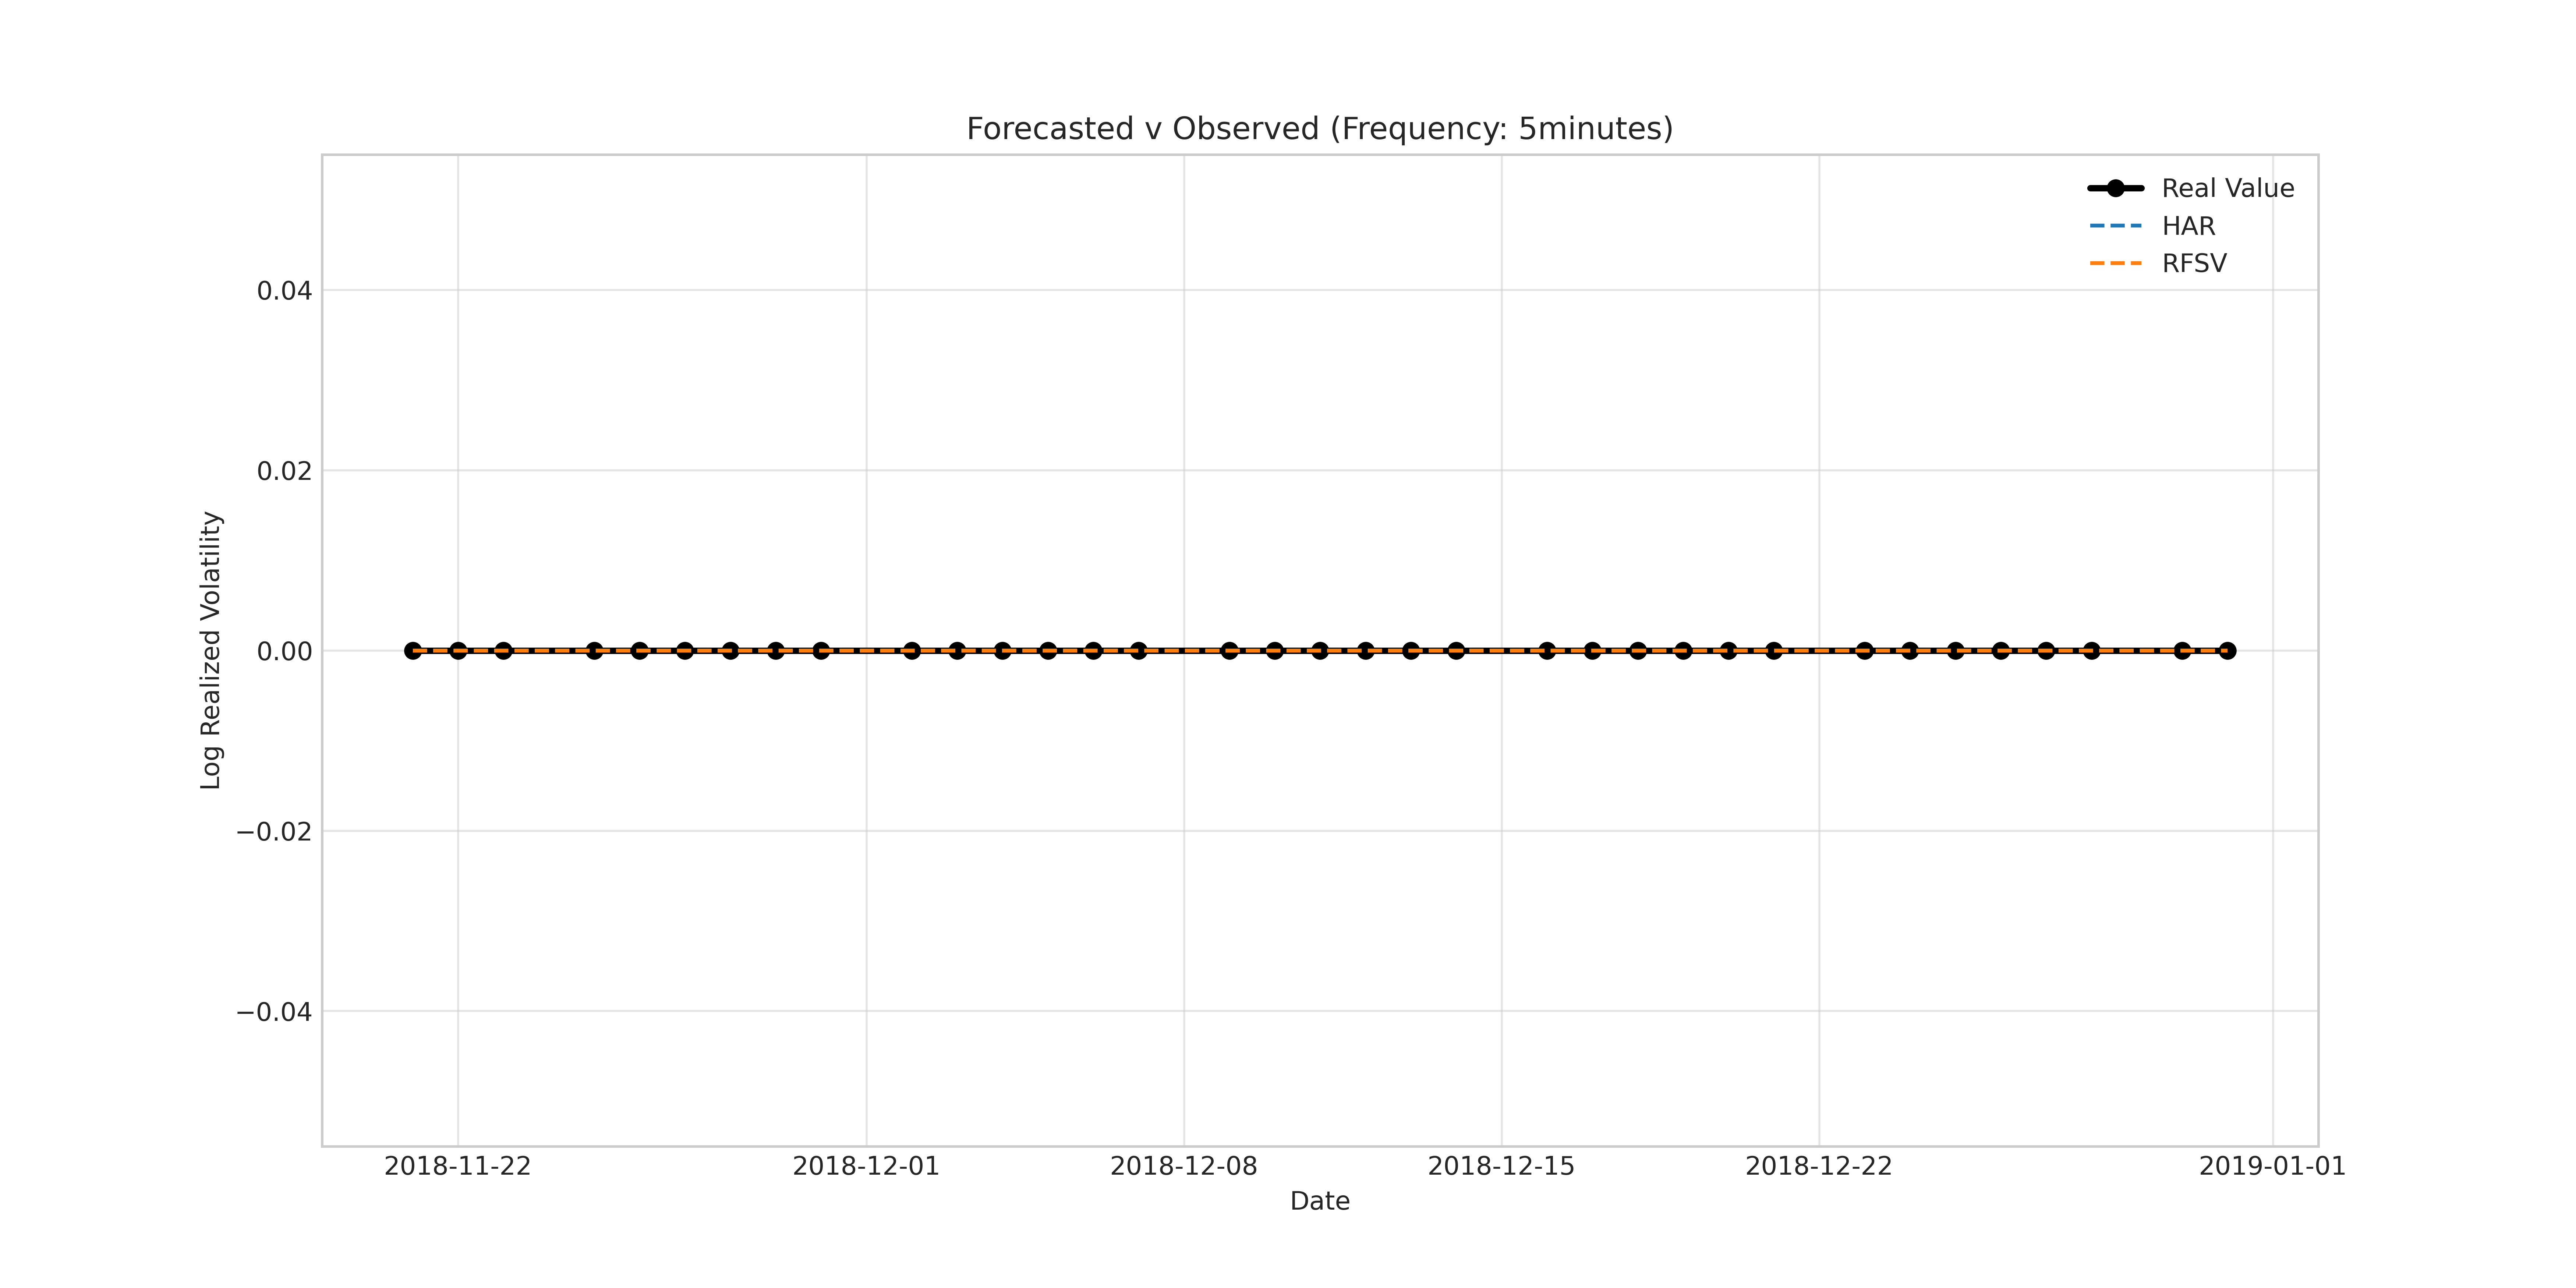 Forecasted v Observed (Frequency: 5minutes)
Real Value
HAR
RFSV
0.04
0.02
0.00
−0.02
−0.04
Log Realized Volatility
2018-11-22
2018-12-01
2018-12-08
2018-12-15
2018-12-22
2019-01-01
Date